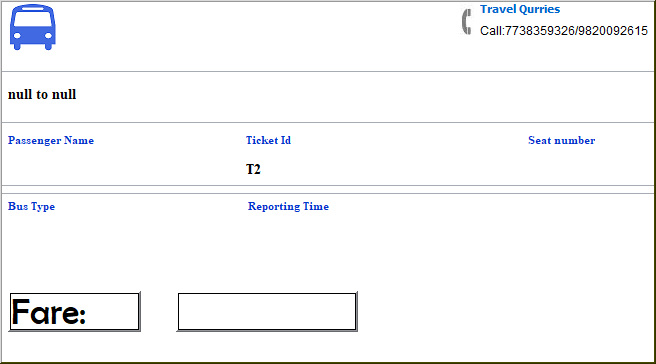 Travel Qurries
Call:7738359326/9820092615
null to null
Passenger Name Ticket Id Seat number
T2
Bus Type Reporting Time
Fare: